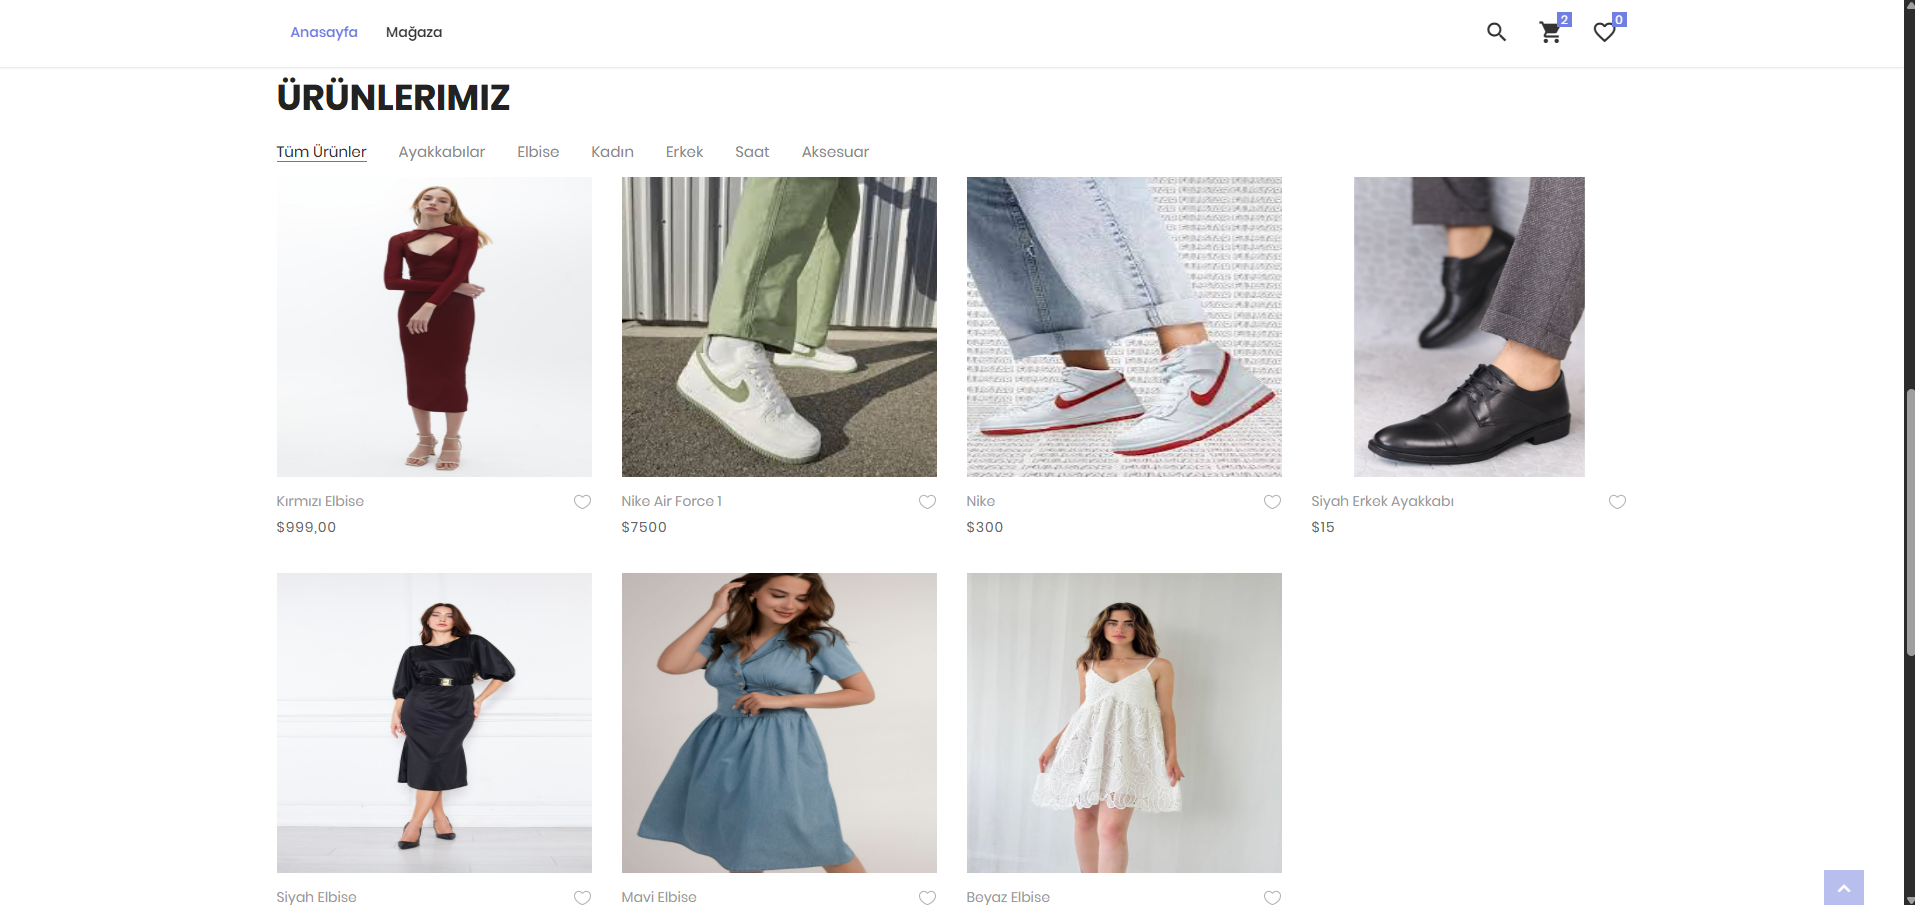 Anasayfa Mağaza 2 0
ÜRÜNLERIMIZ
Tüm Ürünler Ayakkabılar Elbise Kadın Erkek Saat Aksesuar
Kırmızı Elbise
$999,00
Nike Air Force 1
$7500
Nike
$300
Siyah Erkek Ayakkabı
$15
Siyah Elbise
Mavi Elbise
Beyaz Elbise